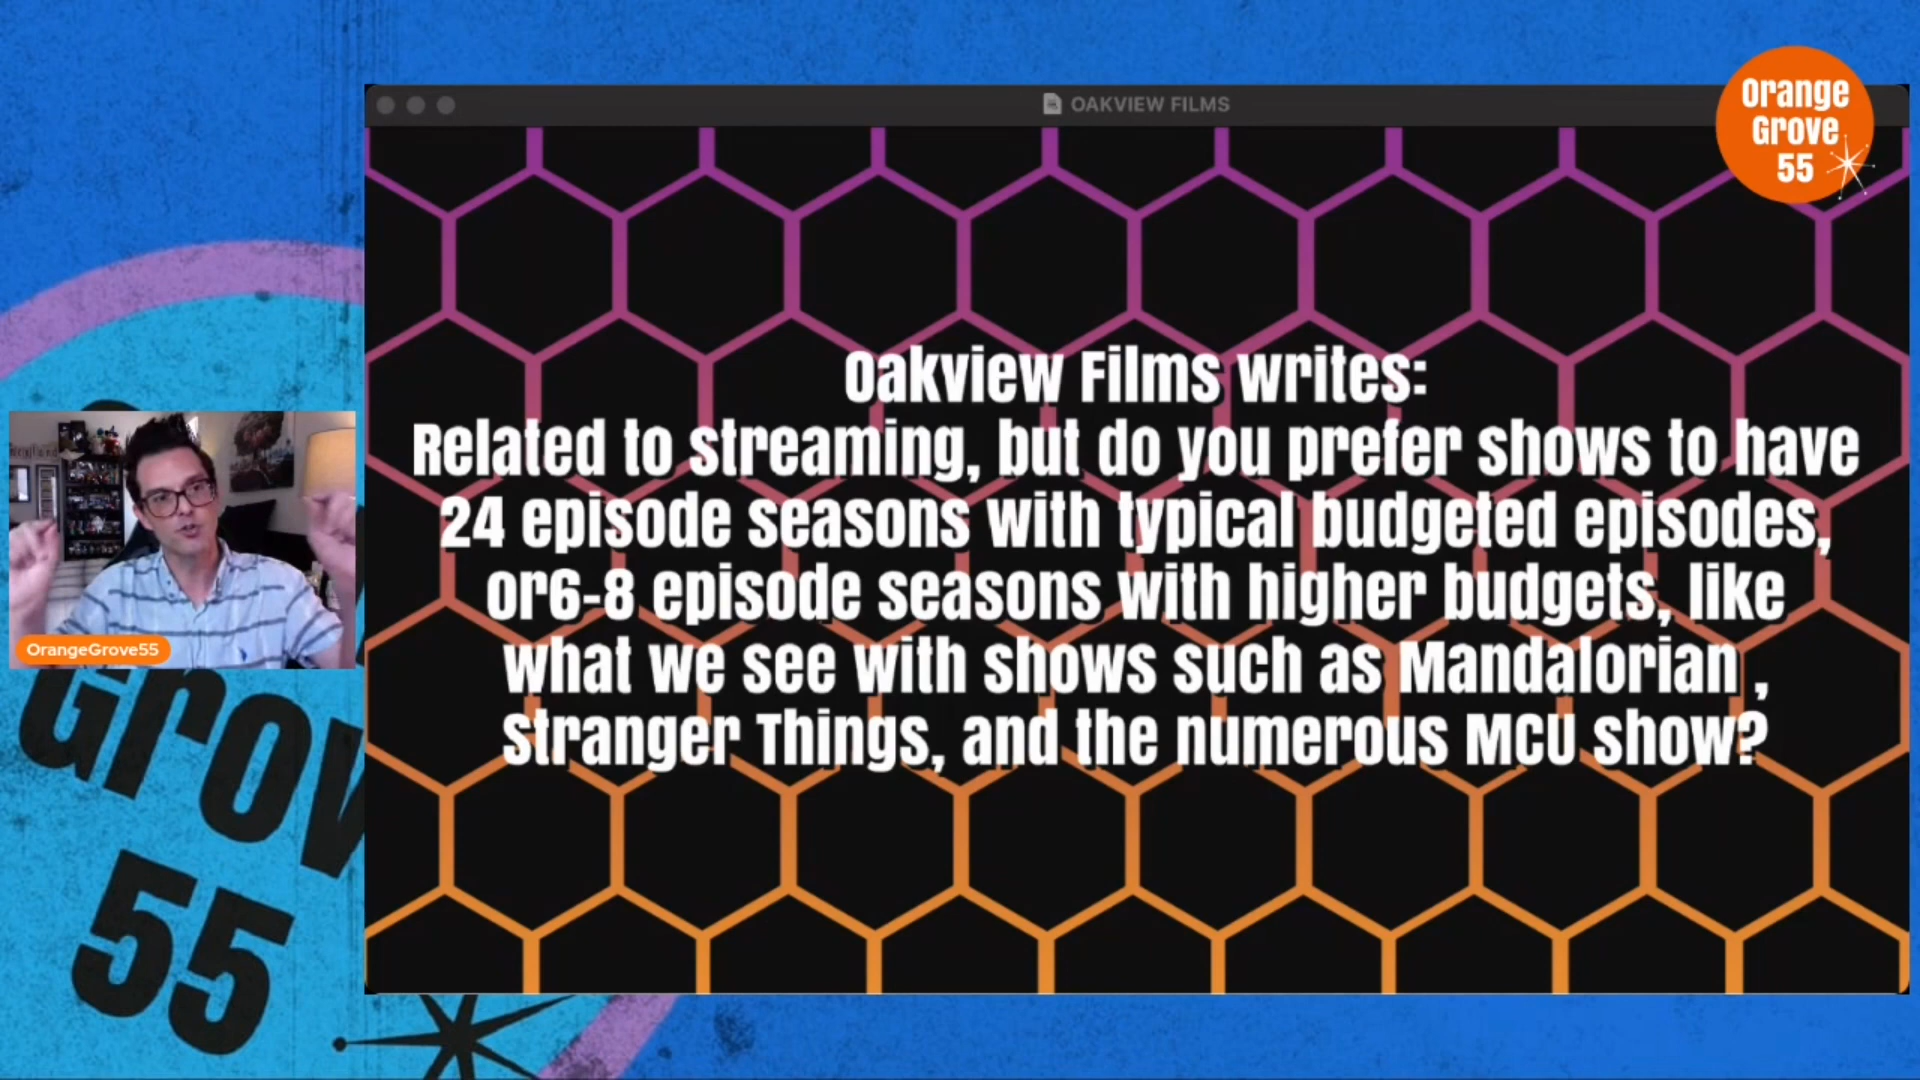 OAKVIEW FILMS
Orange
Grove
55
Oakview Films writes:
Related to streaming, but do you prefer shows to have
24 episode seasons with typical budgeted episodes,
or6-8 episode seasons with higher budgets, like
what we see with shows such as Mandalorian ,
Stranger Things, and the numerous MCU show?
OrangeGrove55
Grov
55